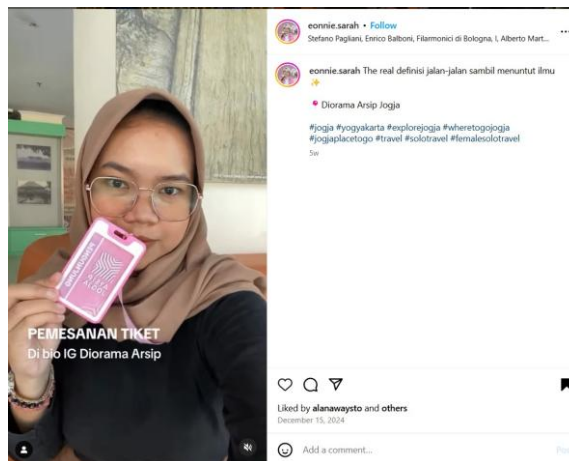 PENGUNJUNG
PEMESANAN TIKET
Di bio IG Diorama Arsip
eonnie.sarah • Follow
Stefano Pagliani, Enrico Balboni, Filarmonici di Bologna, I, Alberto Mart...
eonnie.sarah The real definisi jalan-jalan sambil menuntut ilmu
✨
📍 Diorama Arsip Jogja
#jogja #yogyakarta #explorejogja #wheretogojogja
#jogjaplacetogo #travel #solotravel #femalesolotravel
5w
Liked by alanawaysto and others
December 15, 2024
Add a comment...
Post